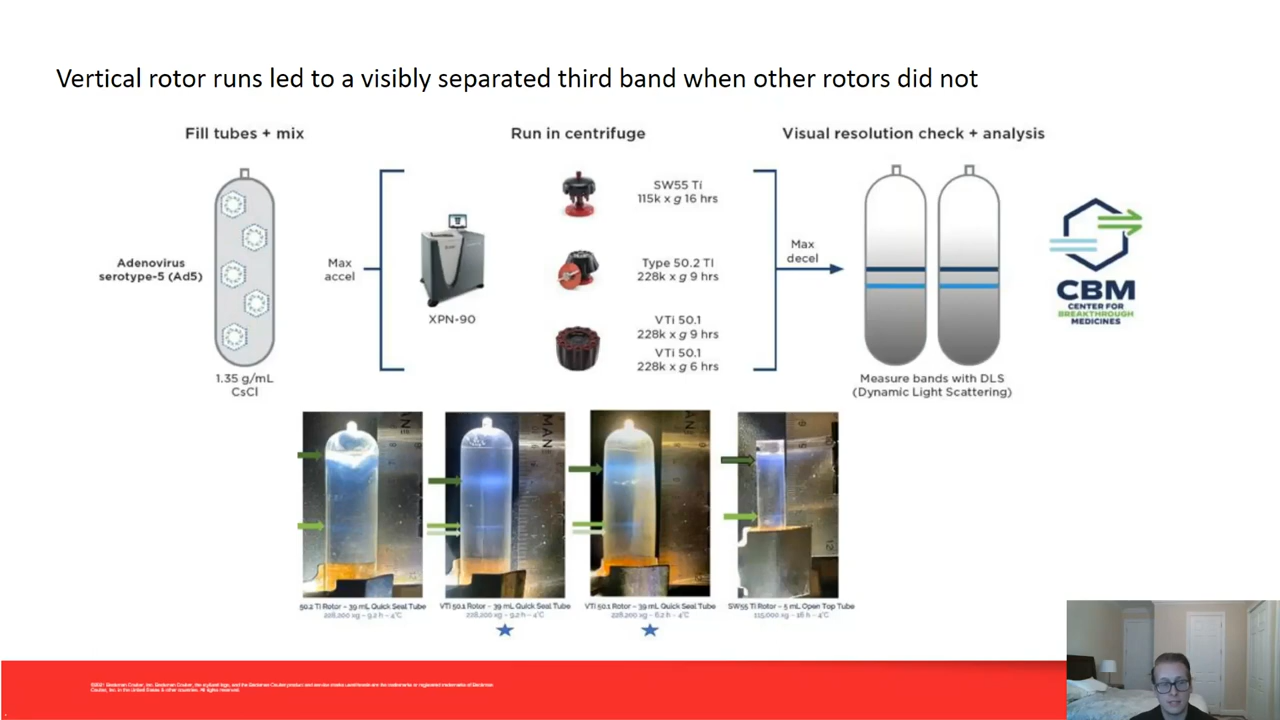 Vertical rotor runs led to a visibly separated third band when other rotors did not
Fill tubes + mix
Run in centrifuge
Visual resolution check + analysis
Adenovirus
serotype-5 (Ad5)
1.35 g/mL
CsCl
Max
accel
XPN-90
SW55 Ti
115k x g 16 hrs
Type 50.2 TI
228k x g 9 hrs
VTi 50.1
228k x g 9 hrs
VTi 50.1
228k x g 6 hrs
Max
decel
Measure bands with DLS
(Dynamic Light Scattering)
CBM
CENTER FOR
BREAKTHROUGH
MEDICINES
50.2 Ti Rotor – 39 mL Quick Seal Tube
228,200 xg – 9.2 h – 4°C
VTi 50.1 Rotor – 39 mL Quick Seal Tube
228,200 xg – 9.2 h – 4°C
VTi 50.1 Rotor – 39 mL Quick Seal Tube
228,200 xg – 6.2 h – 4°C
SW55 Ti Rotor – 5 mL Open Top Tube
115,000 xg – 16 h – 4°C